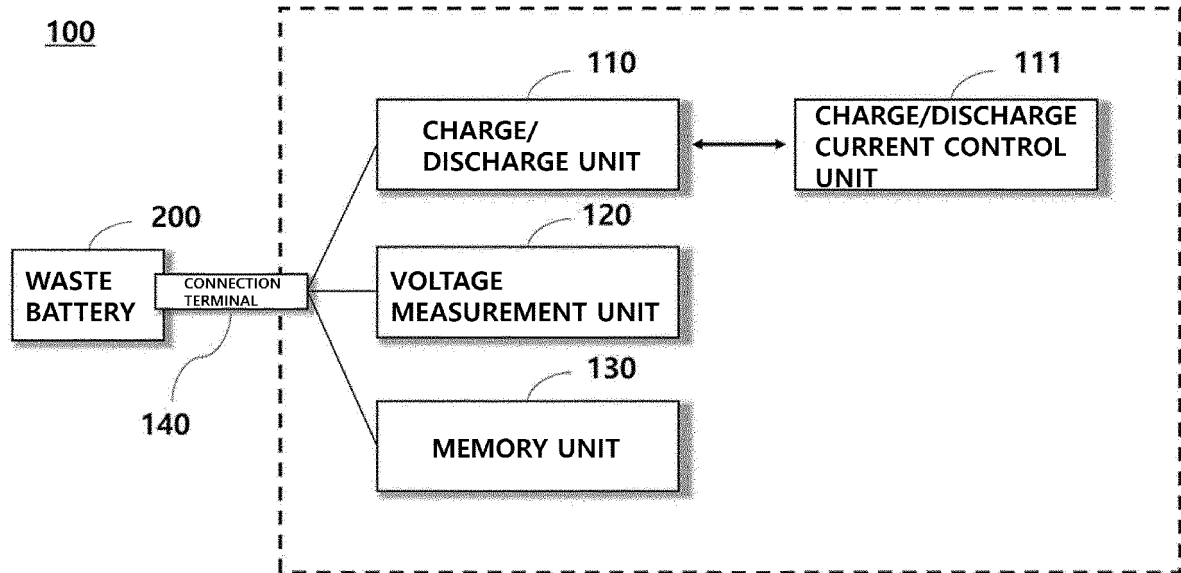 100
110
111
CHARGE/
DISCHARGE UNIT
CHARGE/DISCHARGE
CURRENT CONTROL
UNIT
200
120
WASTE
BATTERY
CONNECTION
TERMINAL
VOLTAGE
MEASUREMENT UNIT
140
130
MEMORY UNIT